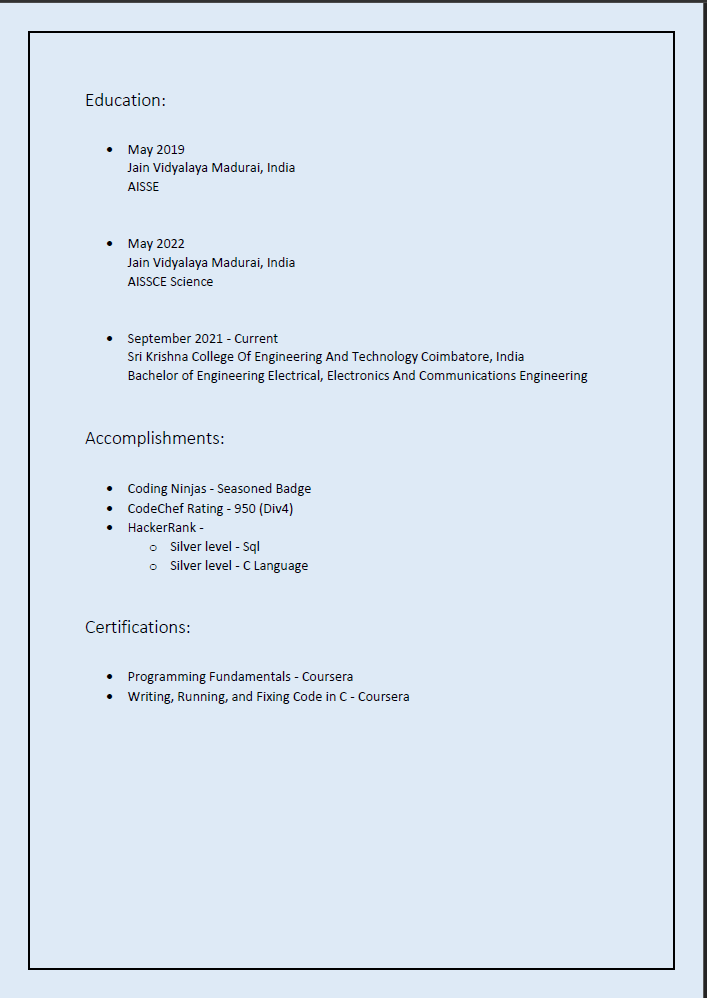 Education:
• May 2019
Jain Vidyalaya Madurai, India
AISSE
• May 2022
Jain Vidyalaya Madurai, India
AISSCE Science
• September 2021 - Current
Sri Krishna College Of Engineering And Technology Coimbatore, India
Bachelor of Engineering Electrical, Electronics And Communications Engineering
Accomplishments:
• Coding Ninjas - Seasoned Badge
• CodeChef Rating - 950 (Div4)
• HackerRank -
o Silver level - Sql
o Silver level - C Language
Certifications:
• Programming Fundamentals - Coursera
• Writing, Running, and Fixing Code in C - Coursera